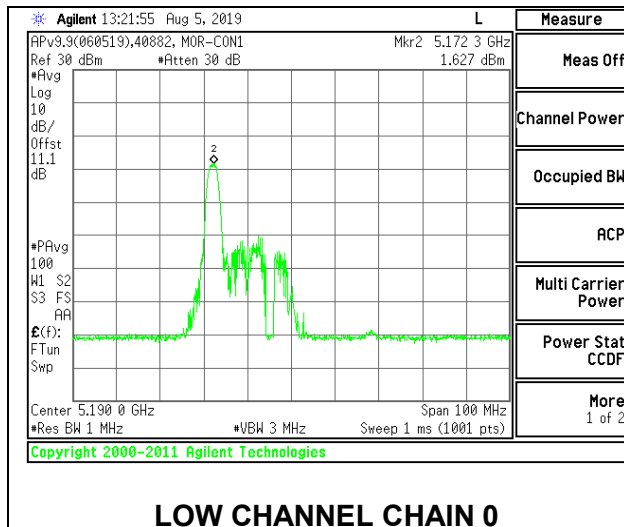 Agilent 13:21:55 Aug 5, 2019 L
APv9.9(060519),40882, MOR-CON1 Mkr2 5.172 3 GHz
Ref 30 dBm #Atten 30 dB 1.627 dBm
#Avg
Log
10
dB/
Offst
11.1
dB
2
#PAvg
100
W1 S2
S3 FS
AA
£(f):
FTun
Swp
Center 5.190 0 GHz Span 100 MHz
#Res BW 1 MHz #VBW 3 MHz Sweep 1 ms (1001 pts)
Copyright 2000-2011 Agilent Technologies
Measure
Meas Off
Channel Power
Occupied BW
ACP
Multi Carrier
Power
Power Stat
CCDF
More
1 of 2
LOW CHANNEL CHAIN 0